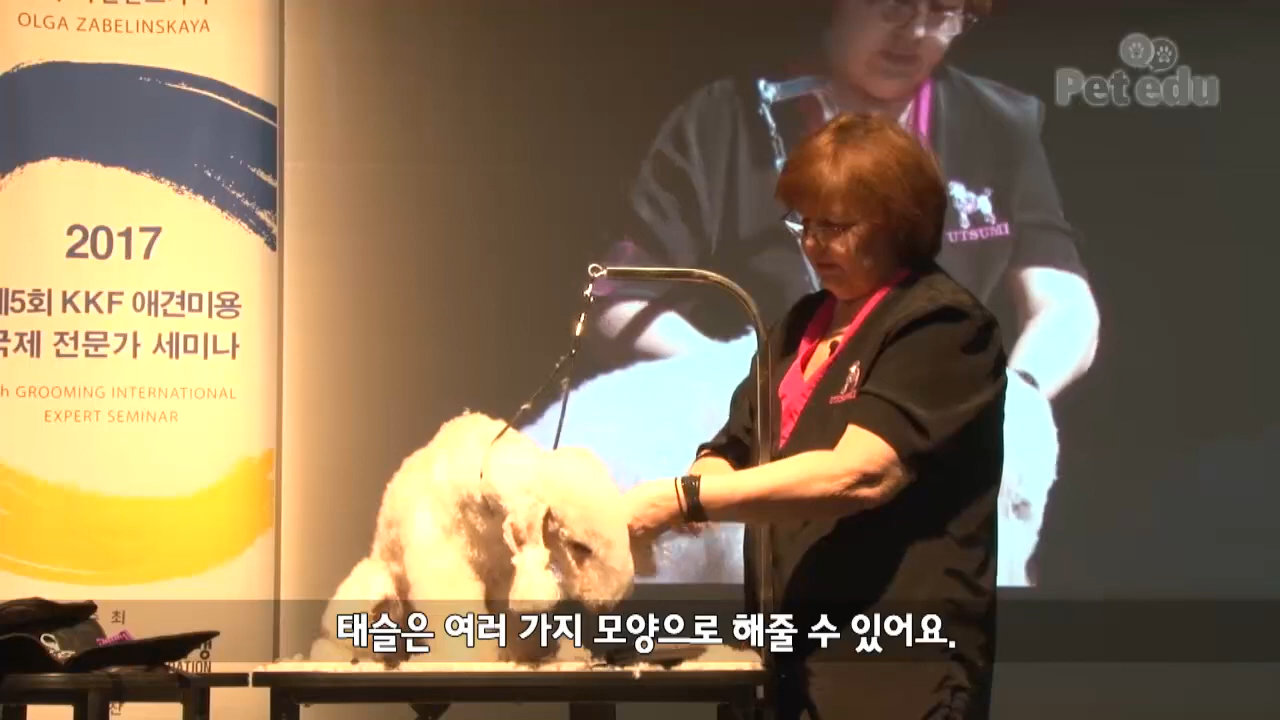 OLGA ZABELINSKAYA
Pet edu
UTSUMI
2017
제5회 KKF 애견미용
국제 전문가 세미나
h GROOMING INTERNATIONAL
EXPERT SEMINAR
UTSUMI
최
태슬은 여러 가지 모양으로 해줄 수 있어요.